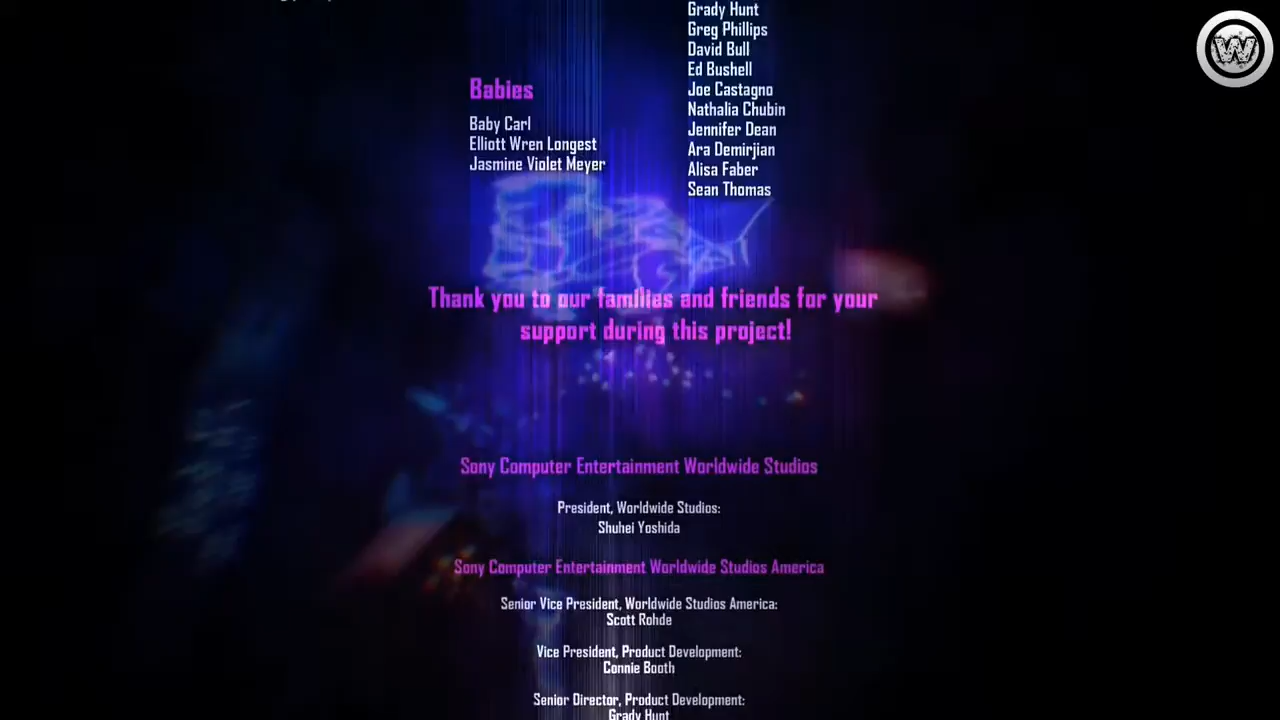 Grady Hunt
Greg Phillips
David Bull
Ed Bushell
Joe Castagno
Nathalia Chubin
Jennifer Dean
Ara Demirjian
Alisa Faber
Sean Thomas
Babies
Baby Carl
Elliott Wren Longest
Jasmine Violet Meyer
Thank you to our families and friends for your
support during this project!
Sony Computer Entertainment Worldwide Studios
President, Worldwide Studios:
Shuhei Yoshida
Sony Computer Entertainment Worldwide Studios America
Senior Vice President, Worldwide Studios America:
Scott Rohde
Vice President, Product Development:
Connie Booth
Senior Director, Product Development:
Grady Hunt
W